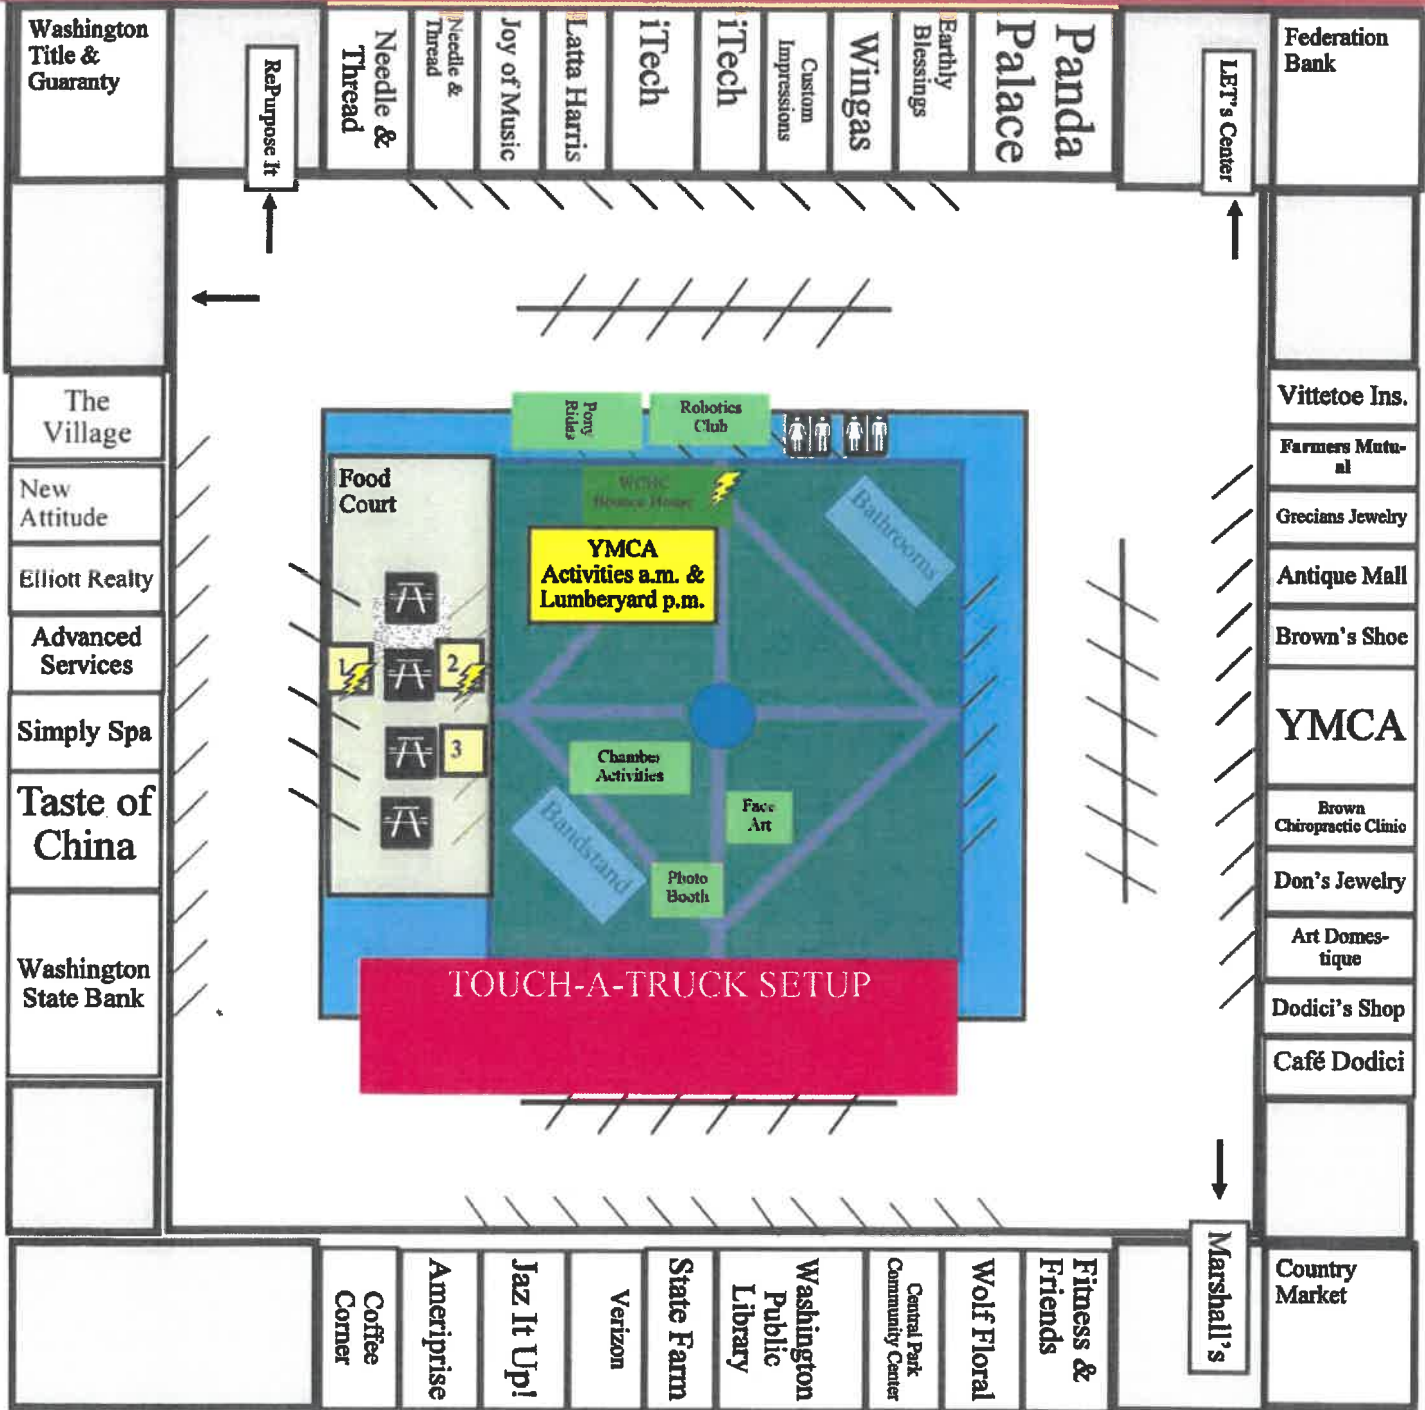 Washington
Title &
Guaranty
RePurpose It
Needle &
Thread
Needle &
Thread
Joy of Music
Latta Harris
iTech
iTech
Custom
Impressions
Wingas
Earthly
Blessings
Panda
Palace
LET's Center
Federation
Bank
The
Village
New
Attitude
Elliott Realty
Advanced
Services
Simply Spa
Taste of
China
Washington
State Bank
Pony
Rides
Robotics
Club
Food
Court
WCHC
Bounce House
Bathrooms
YMCA
Activities a.m. &
Lumberyard p.m.
1
2
3
Chamber
Activities
Face
Art
Bandstand
Photo
Booth
TOUCH-A-TRUCK SETUP
Vittetoe Ins.
Farmers Mutu-
al
Grecians Jewelry
Antique Mall
Brown's Shoe
YMCA
Brown
Chiropractic Clinic
Don's Jewelry
Art Domes-
tique
Dodici's Shop
Café Dodici
Coffee
Corner
Ameriprise
Jaz It Up!
Verizon
State Farm
Washington
Public
Library
Central Park
Community Center
Wolf Floral
Fitness &
Friends
Marshall's
Country
Market